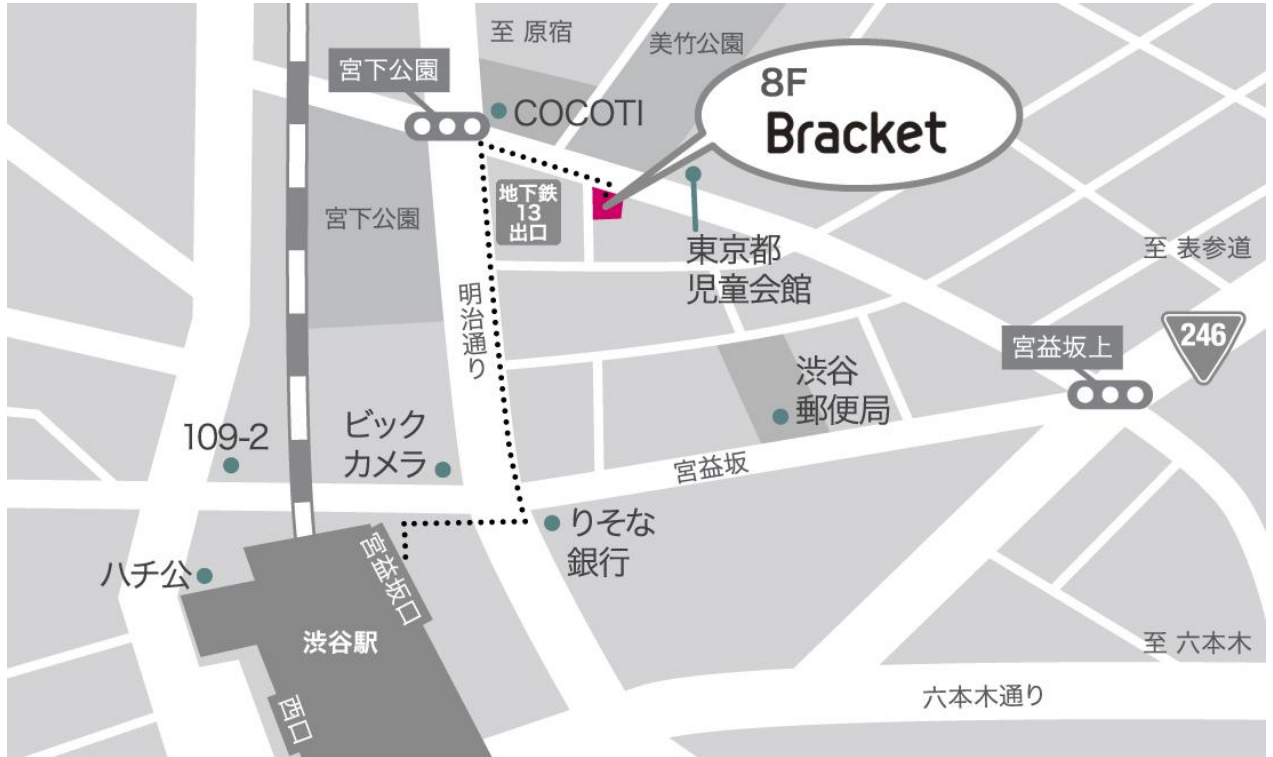 至 原宿
美竹公園
宮下公園
8F
Bracket
COCOTI
地下鉄
13
出口
宮下公園
東京都
児童会館
至 表参道
明治通り
246
宮益坂上
渋谷
郵便局
109-2
ビック
カメラ
宮益坂
りそな
銀行
宮益坂口
ハチ公
渋谷駅
至 六本木
六本木通り
西口